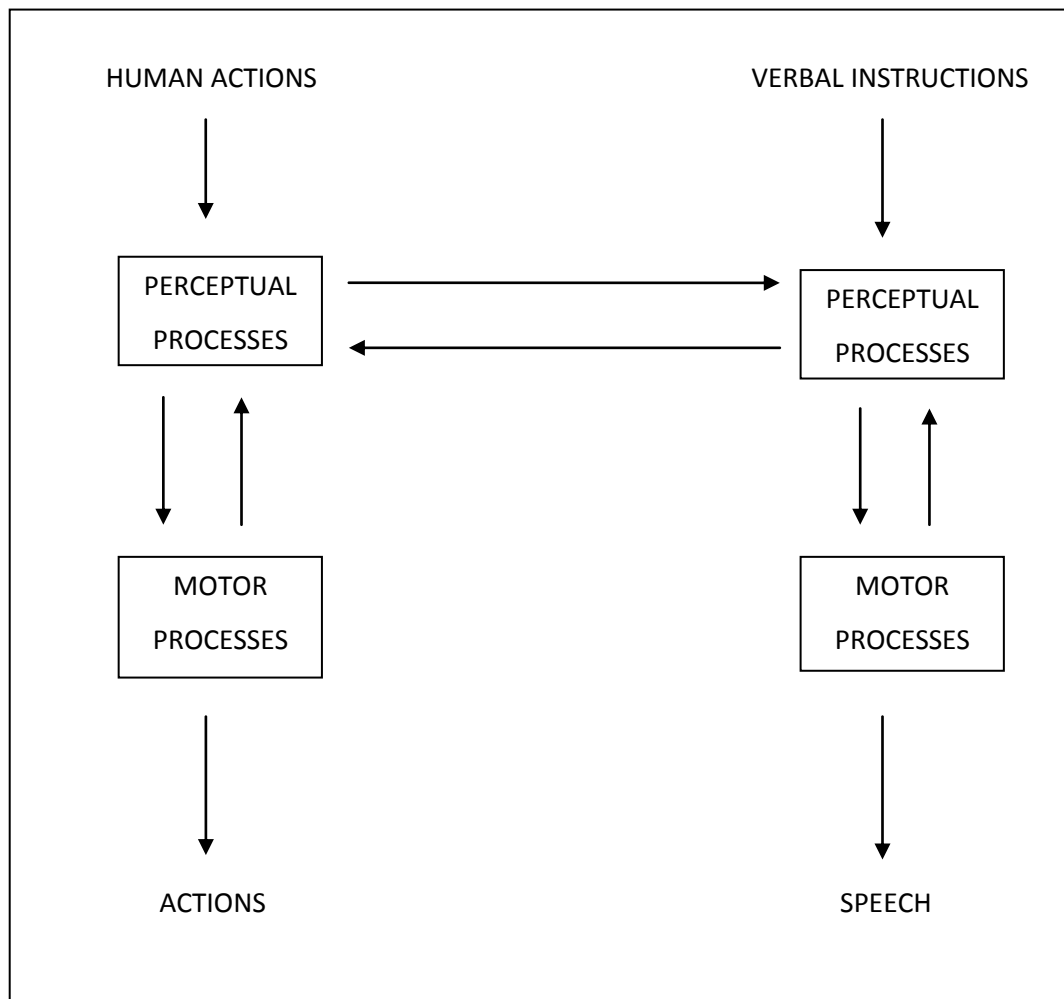 HUMAN ACTIONS
VERBAL INSTRUCTIONS
PERCEPTUAL
PROCESSES
PERCEPTUAL
PROCESSES
MOTOR
PROCESSES
MOTOR
PROCESSES
ACTIONS
SPEECH